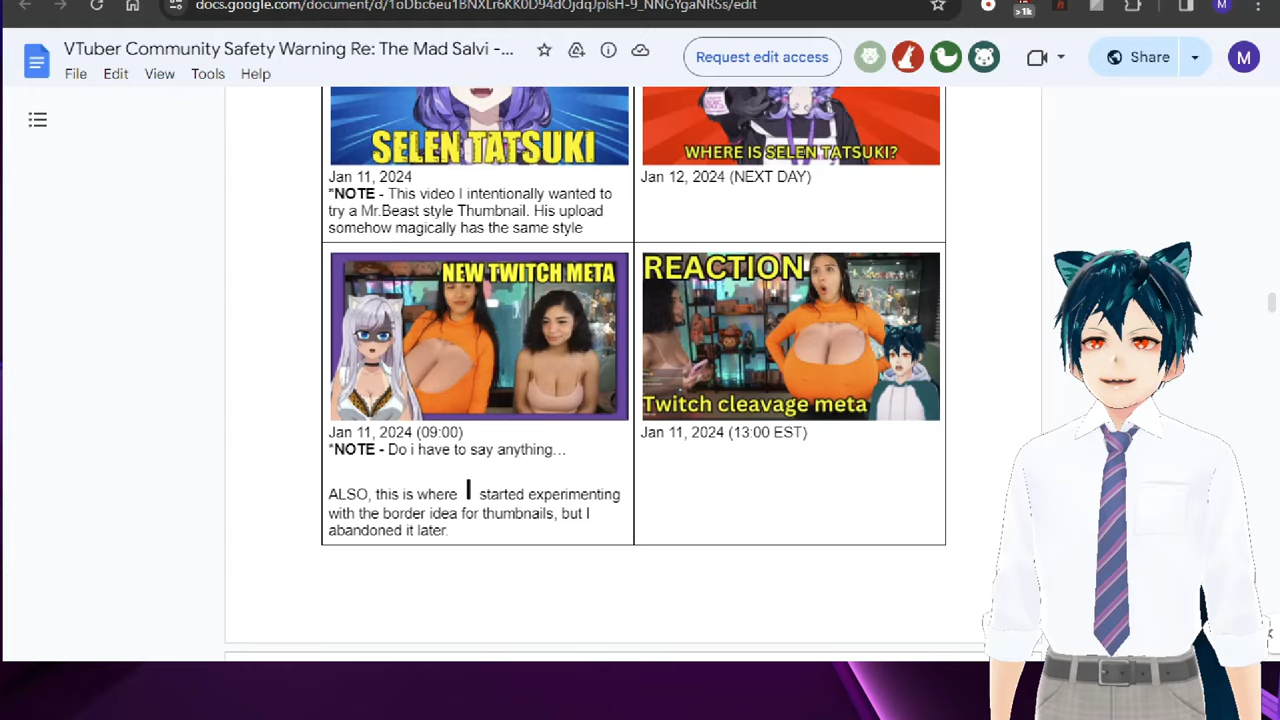 docs.google.com/document/d/1oDbc6eu1BNXLr6KK0D94dOjdqJplsH-9_NNGYgaNRSs/edit
>1k
M
VTuber Community Safety Warning Re: The Mad Salvi -...
Request edit access
Share
M
File Edit View Tools Help
SELEN TATSUKI
WHERE IS SELEN TATSUKI?
Jan 11, 2024
*NOTE - This video I intentionally wanted to
try a Mr.Beast style Thumbnail. His upload
somehow magically has the same style
Jan 12, 2024 (NEXT DAY)
NEW TWITCH META
REACTION
Twitch cleavage meta
Jan 11, 2024 (09:00)
*NOTE - Do i have to say anything…
ALSO, this is where I started experimenting
with the border idea for thumbnails, but I
abandoned it later.
Jan 11, 2024 (13:00 EST)